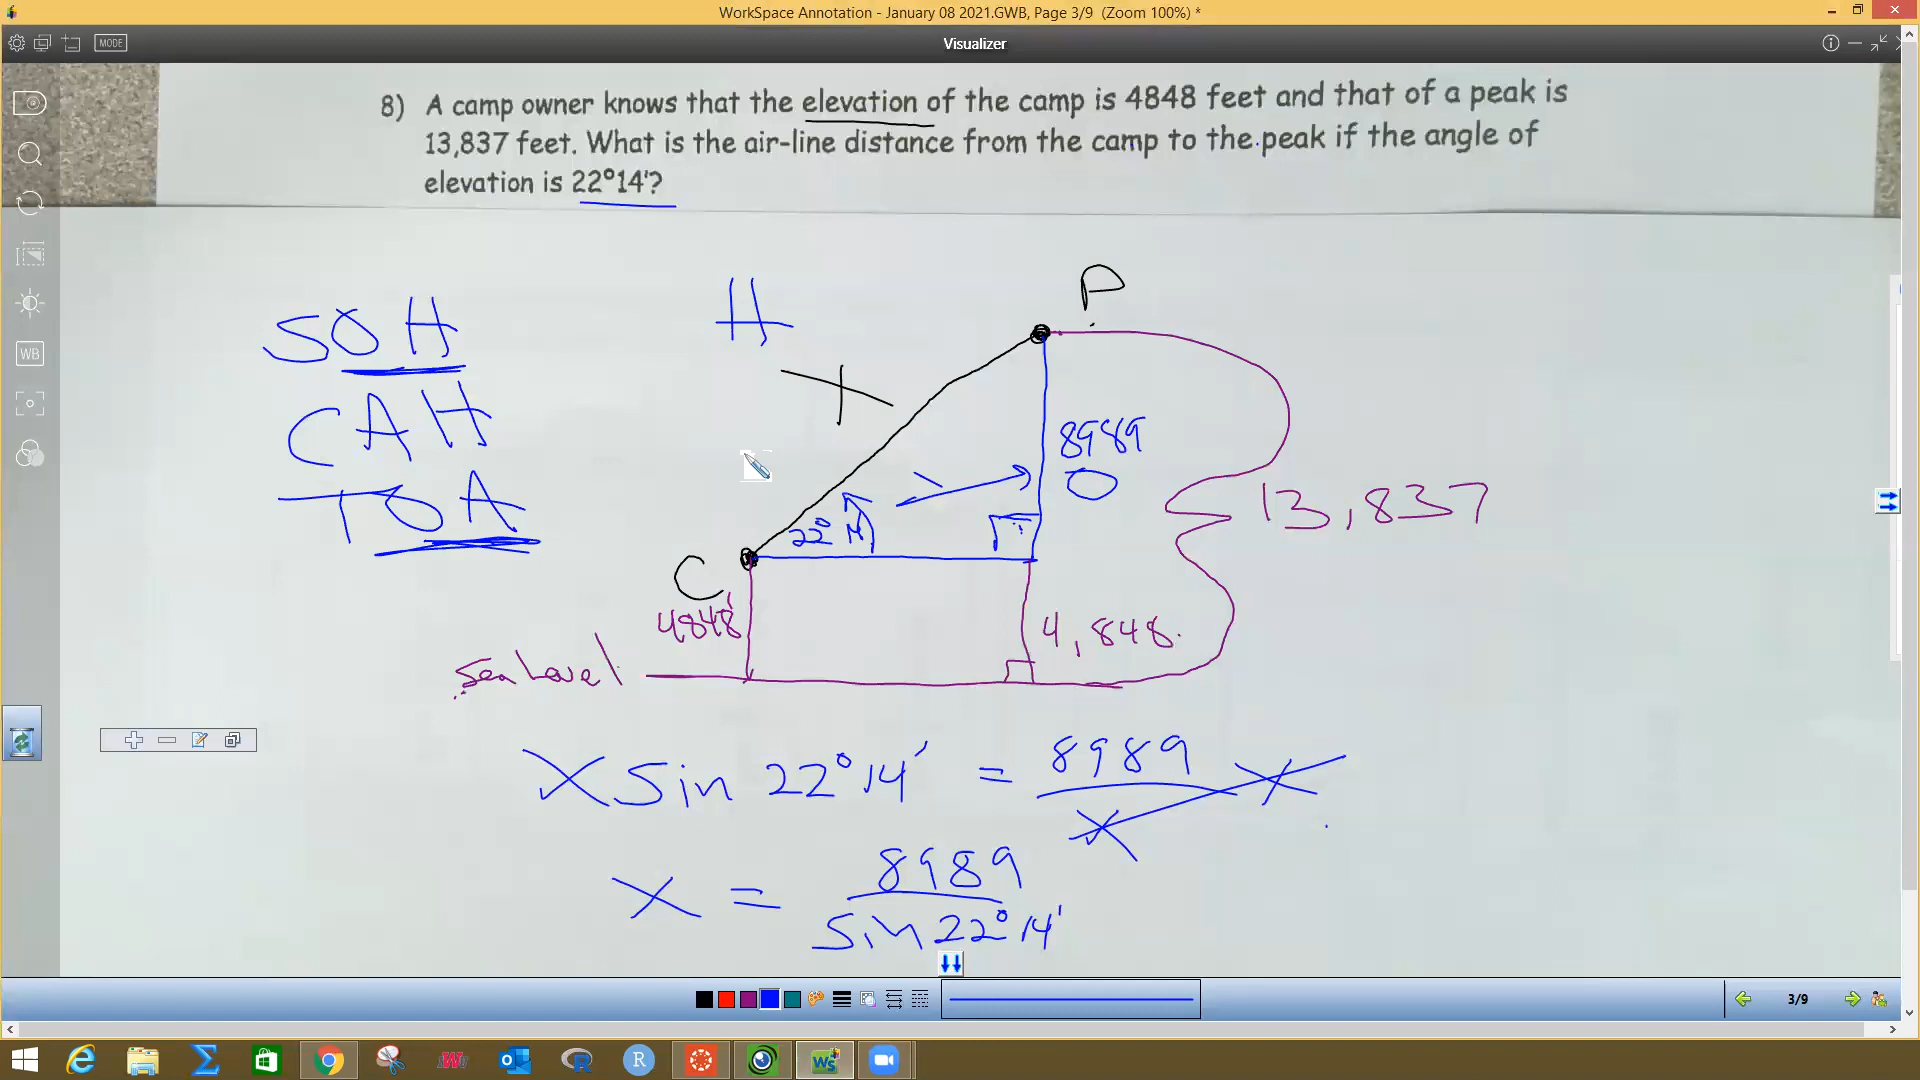 WorkSpace Annotation - January 08 2021.GWB, Page 3/9 (Zoom 100%) *
MODE
Visualizer
8) A camp owner knows that the elevation of the camp is 4848 feet and that of a peak is
13,837 feet. What is the air-line distance from the camp to the peak if the angle of
elevation is 22°14'?
WB
SOH
CAH
TOA
H
P
X
8989
O
22° 14
13,837
C
4848'
4,848
Sea Level
X Sin 22° 14' = 8989 X
X
X = 8989
Sin 22° 14'
3/9
WS